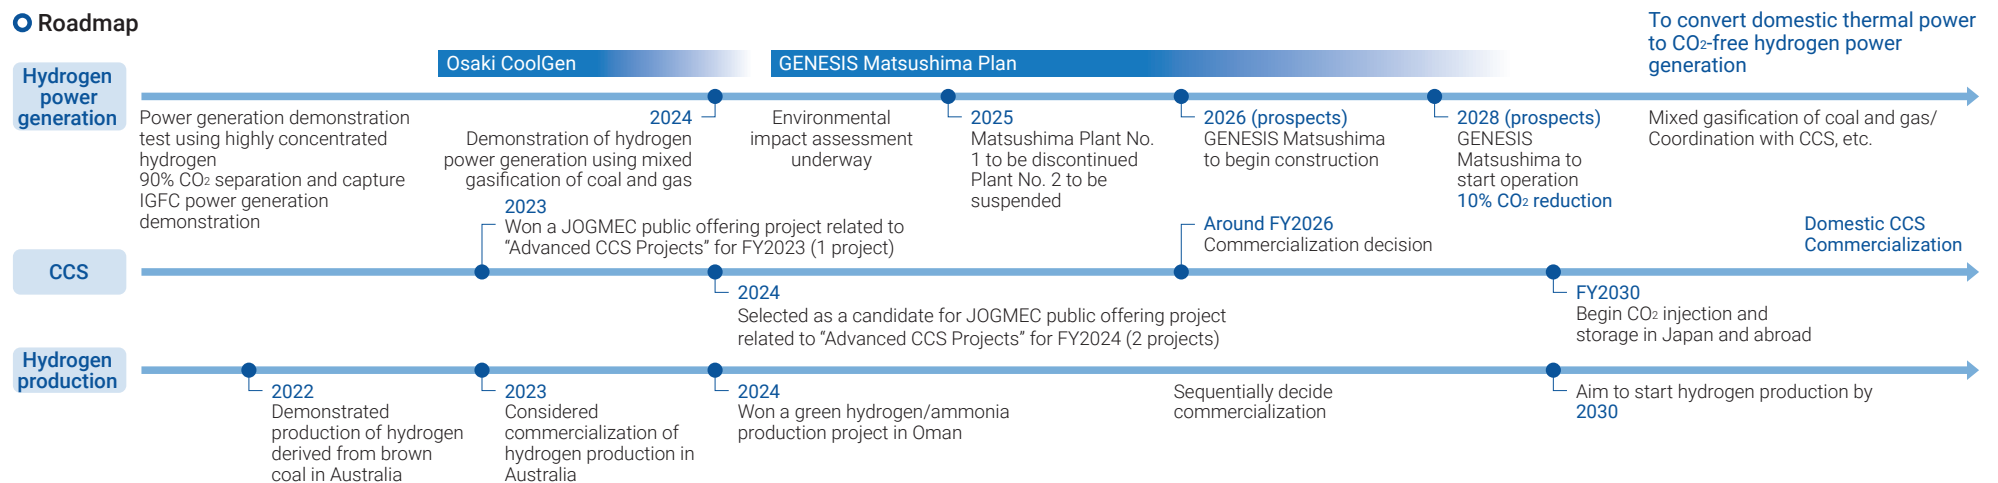 Roadmap
To convert domestic thermal power
to CO2-free hydrogen power
generation
Osaki CoolGen
GENESIS Matsushima Plan
Hydrogen
power
generation
Power generation demonstration
test using highly concentrated
hydrogen
90% CO2 separation and capture
IGFC power generation
demonstration
2024
Demonstration of hydrogen
power generation using mixed
gasification of coal and gas
Environmental
impact assessment
underway
2025
Matsushima Plant No.
1 to be discontinued
Plant No. 2 to be
suspended
2026 (prospects)
GENESIS Matsushima
to begin construction
2028 (prospects)
GENESIS
Matsushima to
start operation
10% CO2 reduction
Mixed gasification of coal and gas/
Coordination with CCS, etc.
CCS
2023
Won a JOGMEC public offering project related to
“Advanced CCS Projects” for FY2023 (1 project)
2024
Selected as a candidate for JOGMEC public offering project
related to “Advanced CCS Projects” for FY2024 (2 projects)
Around FY2026
Commercialization decision
FY2030
Begin CO2 injection and
storage in Japan and abroad
Domestic CCS
Commercialization
Hydrogen
production
2022
Demonstrated
production of hydrogen
derived from brown
coal in Australia
2023
Considered
commercialization of
hydrogen production in
Australia
2024
Won a green hydrogen/ammonia
production project in Oman
Sequentially decide
commercialization
Aim to start hydrogen production by
2030